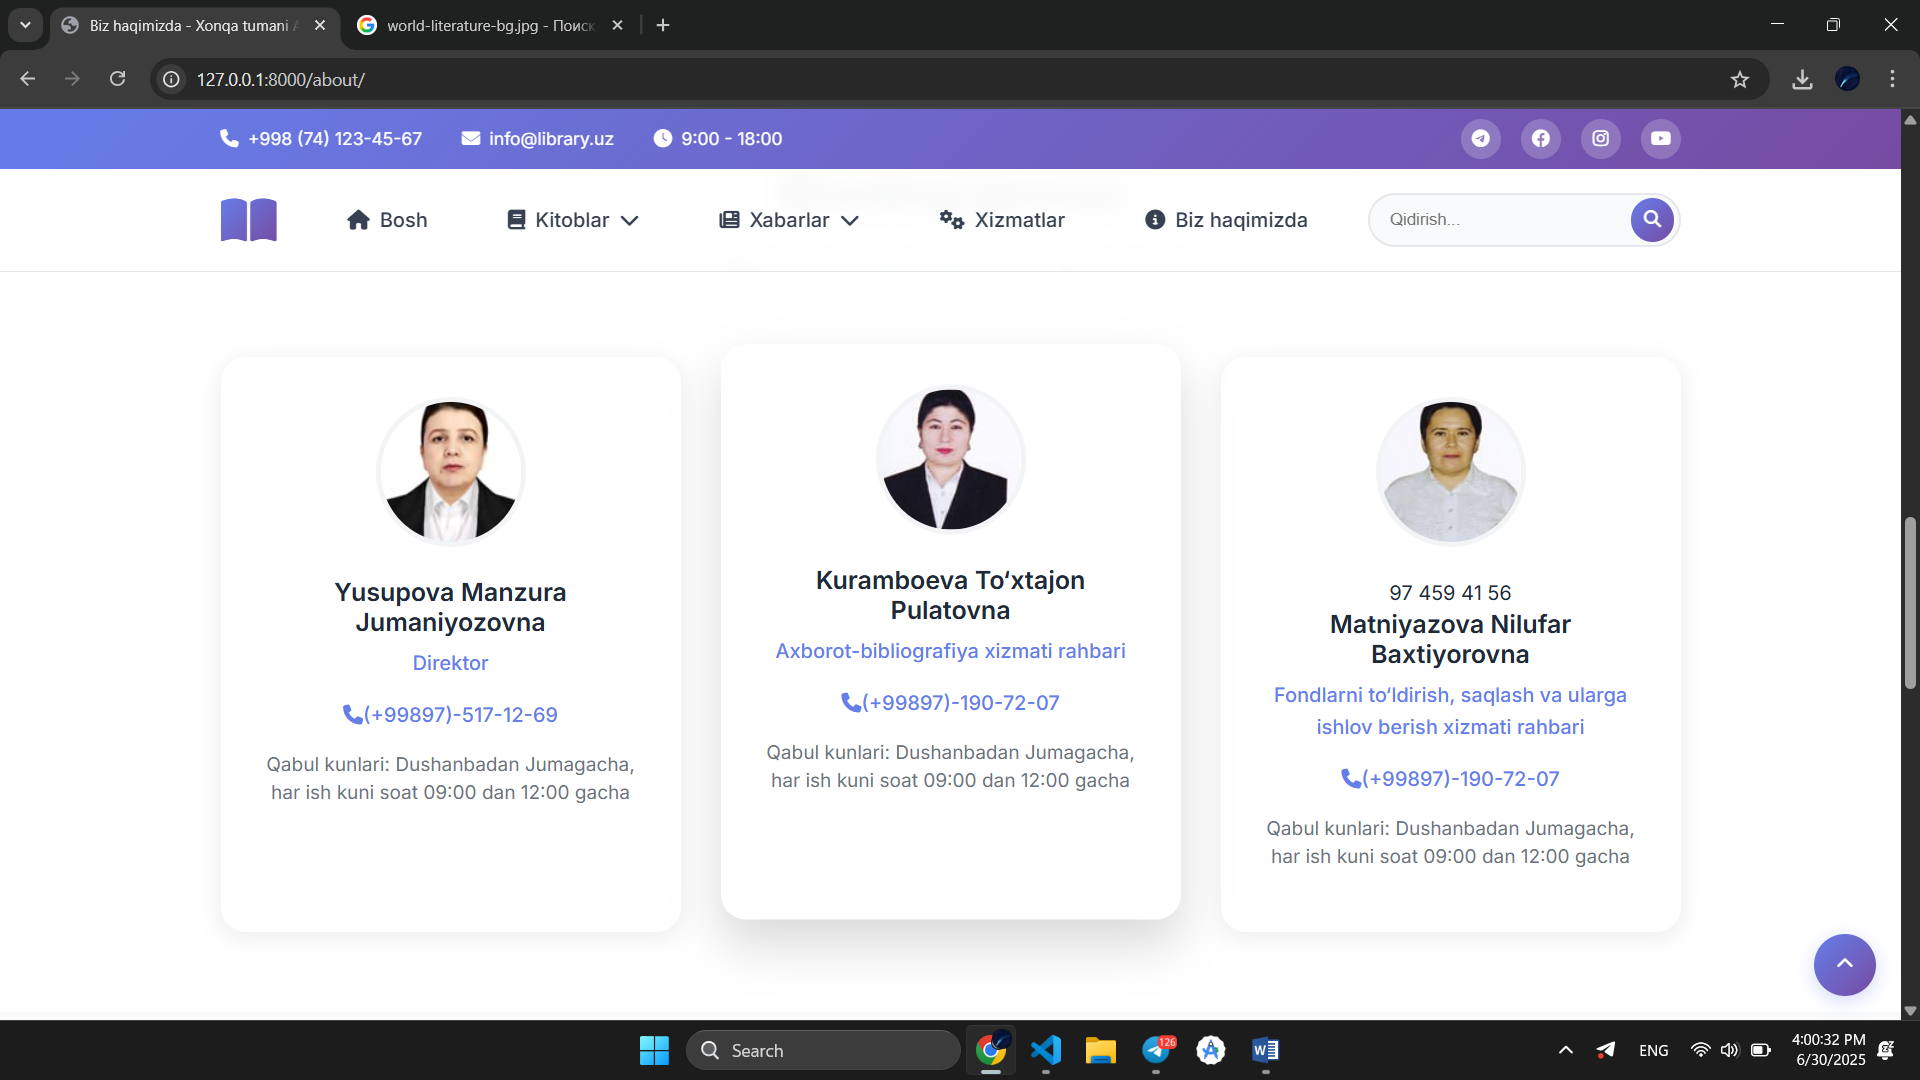 Biz haqimizda - Xonqa tumani
world-literature-bg.jpg - Поиск
127.0.0.1:8000/about/
+998 (74) 123-45-67
info@library.uz
9:00 - 18:00
Bosh
Kitoblar
Xabarlar
Xizmatlar
Biz haqimizda
Qidirish...
Yusupova Manzura
Jumaniyozovna
Direktor
(+99897)-517-12-69
Qabul kunlari: Dushanbadan Jumagacha,
har ish kuni soat 09:00 dan 12:00 gacha
Kuramboeva To‘xtajon
Pulatovna
Axborot-bibliografiya xizmati rahbari
(+99897)-190-72-07
Qabul kunlari: Dushanbadan Jumagacha,
har ish kuni soat 09:00 dan 12:00 gacha
97 459 41 56
Matniyazova Nilufar
Baxtiyorovna
Fondlarni to‘ldirish, saqlash va ularga
ishlov berish xizmati rahbari
(+99897)-190-72-07
Qabul kunlari: Dushanbadan Jumagacha,
har ish kuni soat 09:00 dan 12:00 gacha
Search
126
ENG
4:00:32 PM
6/30/2025